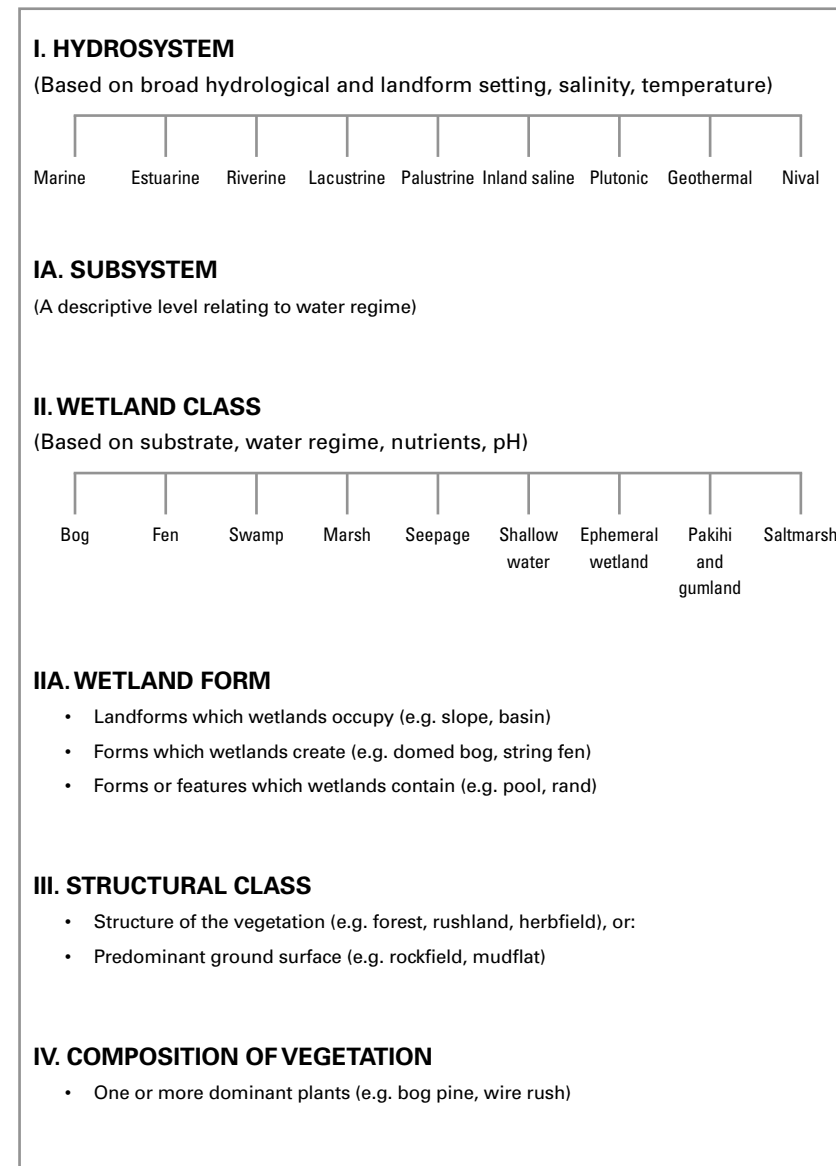 I. HYDROSYSTEM
(Based on broad hydrological and landform setting, salinity, temperature)
Marine Estuarine Riverine Lacustrine Palustrine Inland saline Plutonic Geothermal Nival
IA. SUBSYSTEM
(A descriptive level relating to water regime)
II. WETLAND CLASS
(Based on substrate, water regime, nutrients, pH)
Bog Fen Swamp Marsh Seepage Shallow Ephemeral Pakihi Saltmarsh
water wetland and
gumland
IIA. WETLAND FORM
• Landforms which wetlands occupy (e.g. slope, basin)
• Forms which wetlands create (e.g. domed bog, string fen)
• Forms or features which wetlands contain (e.g. pool, rand)
III. STRUCTURAL CLASS
• Structure of the vegetation (e.g. forest, rushland, herbfield), or:
• Predominant ground surface (e.g. rockfield, mudflat)
IV. COMPOSITION OF VEGETATION
• One or more dominant plants (e.g. bog pine, wire rush)